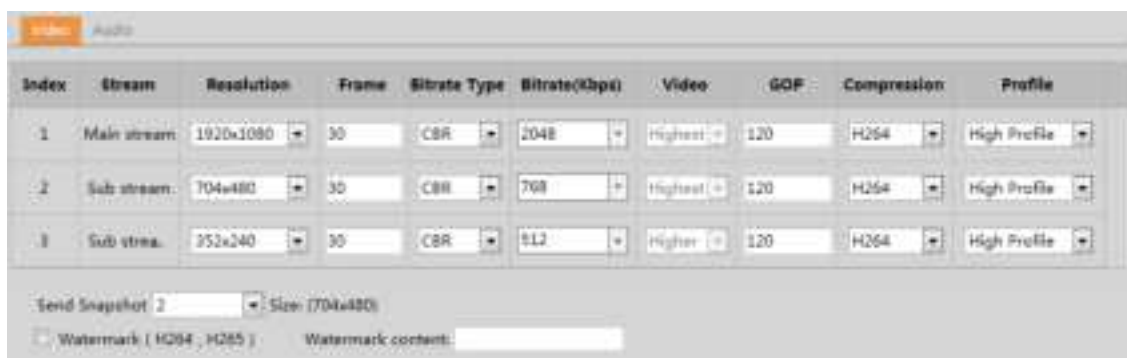 Video Audio
Index Stream Resolution Frame Bitrate Type Bitrate(Kbps) Video GOP Compression Profile
1 Main stream 1920x1080 30 CBR 2048 Highest 120 H264 High Profile
2 Sub stream 704x480 30 CBR 768 Highest 120 H264 High Profile
3 Sub strea. 352x240 30 CBR 512 Higher 120 H264 High Profile
Send Snapshot 2 Size: (704x480)
Watermark ( H264 , H265 ) Watermark content: